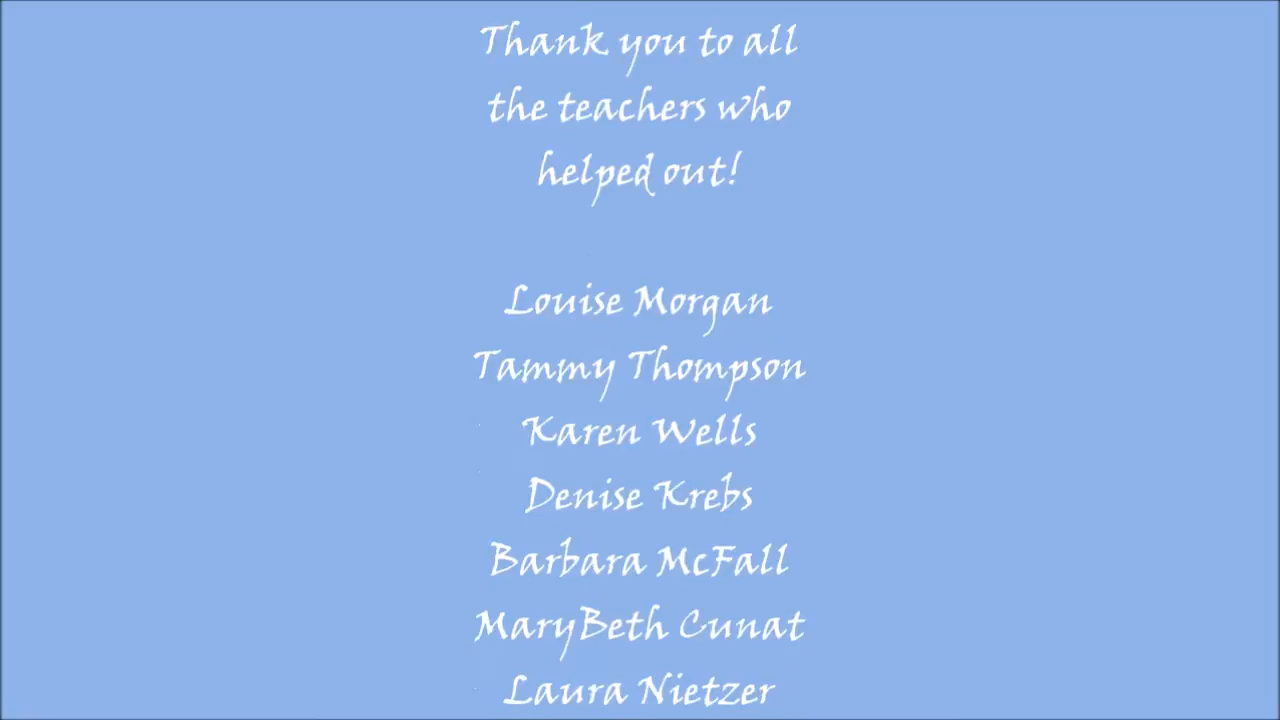 Thank you to all
the teachers who
helped out!
Louise Morgan
Tammy Thompson
Karen Wells
Denise Krebs
Barbara McFall
MaryBeth Cunat
Laura Nietzer